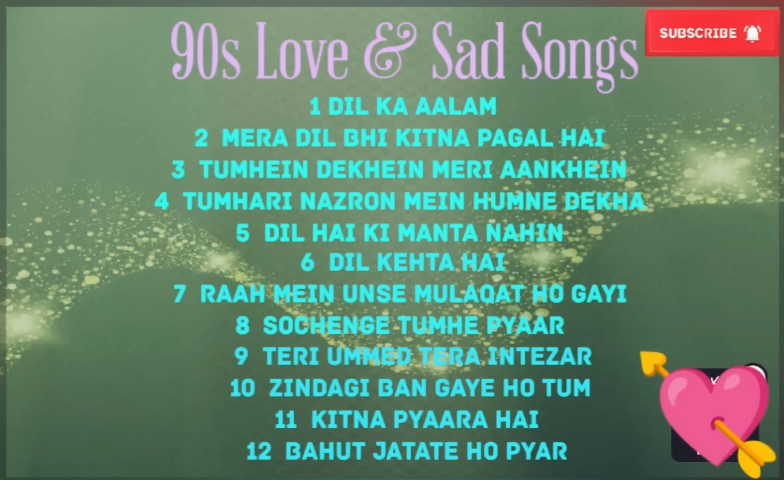 90s Love & Sad Songs
SUBSCRIBE
1 DIL KA AALAM
2 MERA DIL BHI KITNA PAGAL HAI
3 TUMHEIN DEKHEIN MERI AANKHEIN
4 TUMHARI NAZRON MEIN HUMNE DEKHA
5 DIL HAI KI MANTA NAHIN
6 DIL KEHTA HAI
7 RAAH MEIN UNSE MULAQAT HO GAYI
8 SOCHENGE TUMHE PYAAR
9 TERI UMMED TERA INTEZAR
10 ZINDAGI BAN GAYE HO TUM
11 KITNA PYAARA HAI
12 BAHUT JATATE HO PYAR